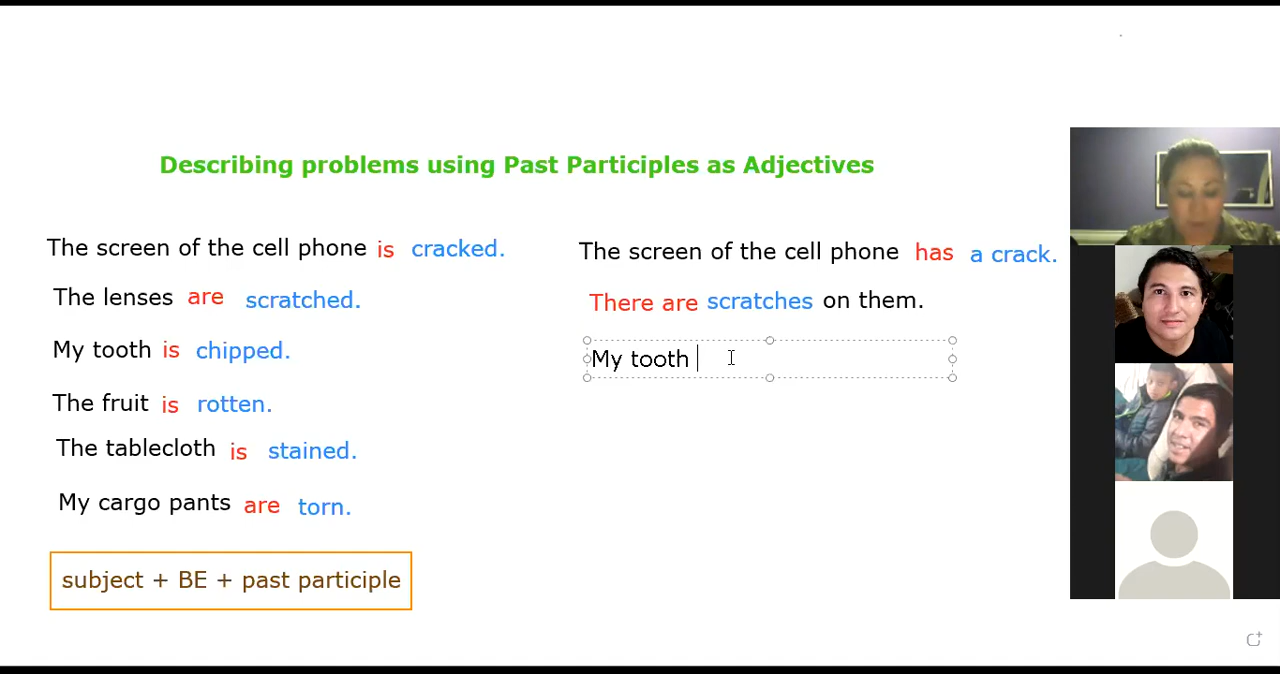 Describing problems using Past Participles as Adjectives
The screen of the cell phone is cracked.
The lenses are scratched.
My tooth is chipped.
The fruit is rotten.
The tablecloth is stained.
My cargo pants are torn.
subject + BE + past participle
The screen of the cell phone has a crack.
There are scratches on them.
My tooth